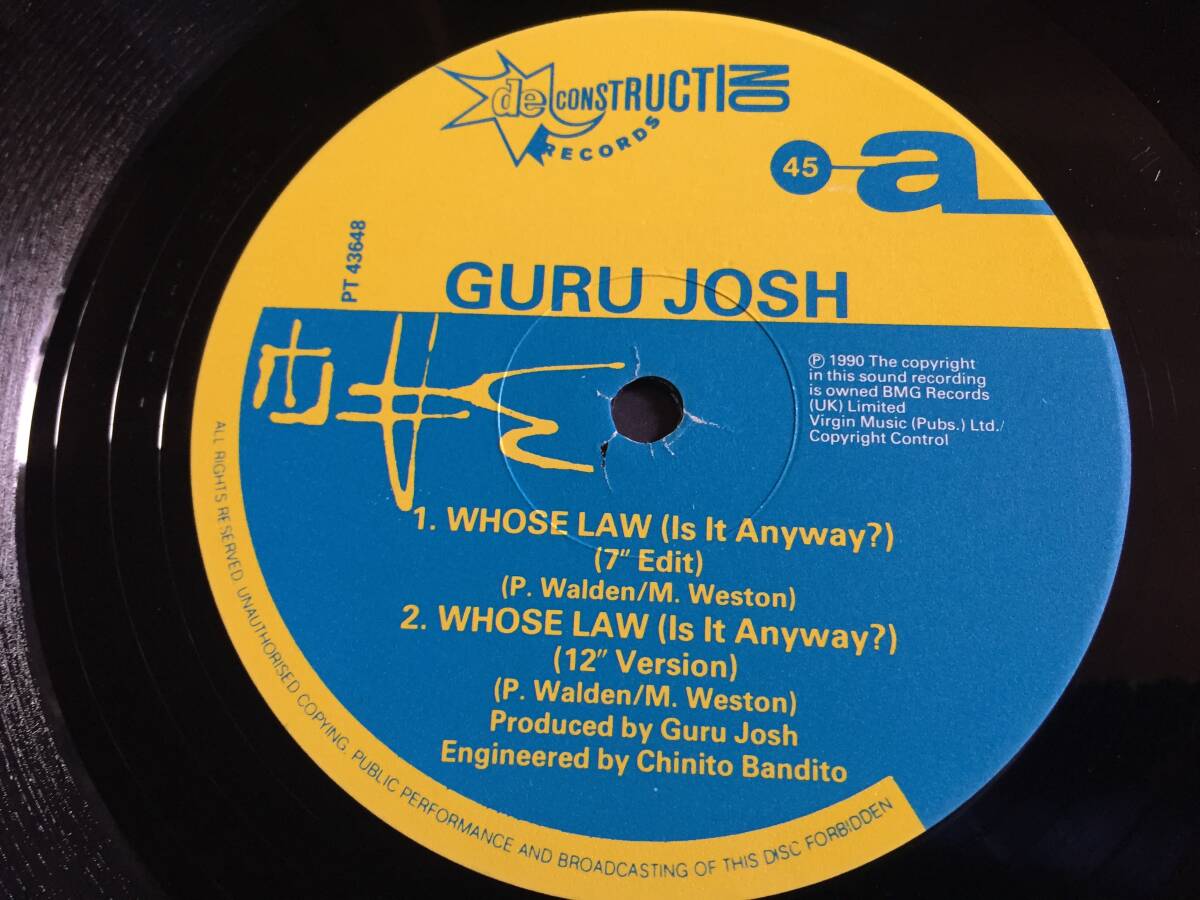 deCONSTRUCTION
RECORDS
45
a
PT 43648
GURU JOSH
℗ 1990 The copyright
in this sound recording
is owned BMG Records
(UK) Limited
Virgin Music (Pubs.) Ltd./
Copyright Control
1. WHOSE LAW (Is It Anyway?)
(7" Edit)
(P. Walden/M. Weston)
2. WHOSE LAW (Is It Anyway?)
(12" Version)
(P. Walden/M. Weston)
Produced by Guru Josh
Engineered by Chinito Bandito
ALL RIGHTS RESERVED. UNAUTHORISED COPYING, PUBLIC PERFORMANCE AND BROADCASTING OF THIS DISC FORBIDDEN